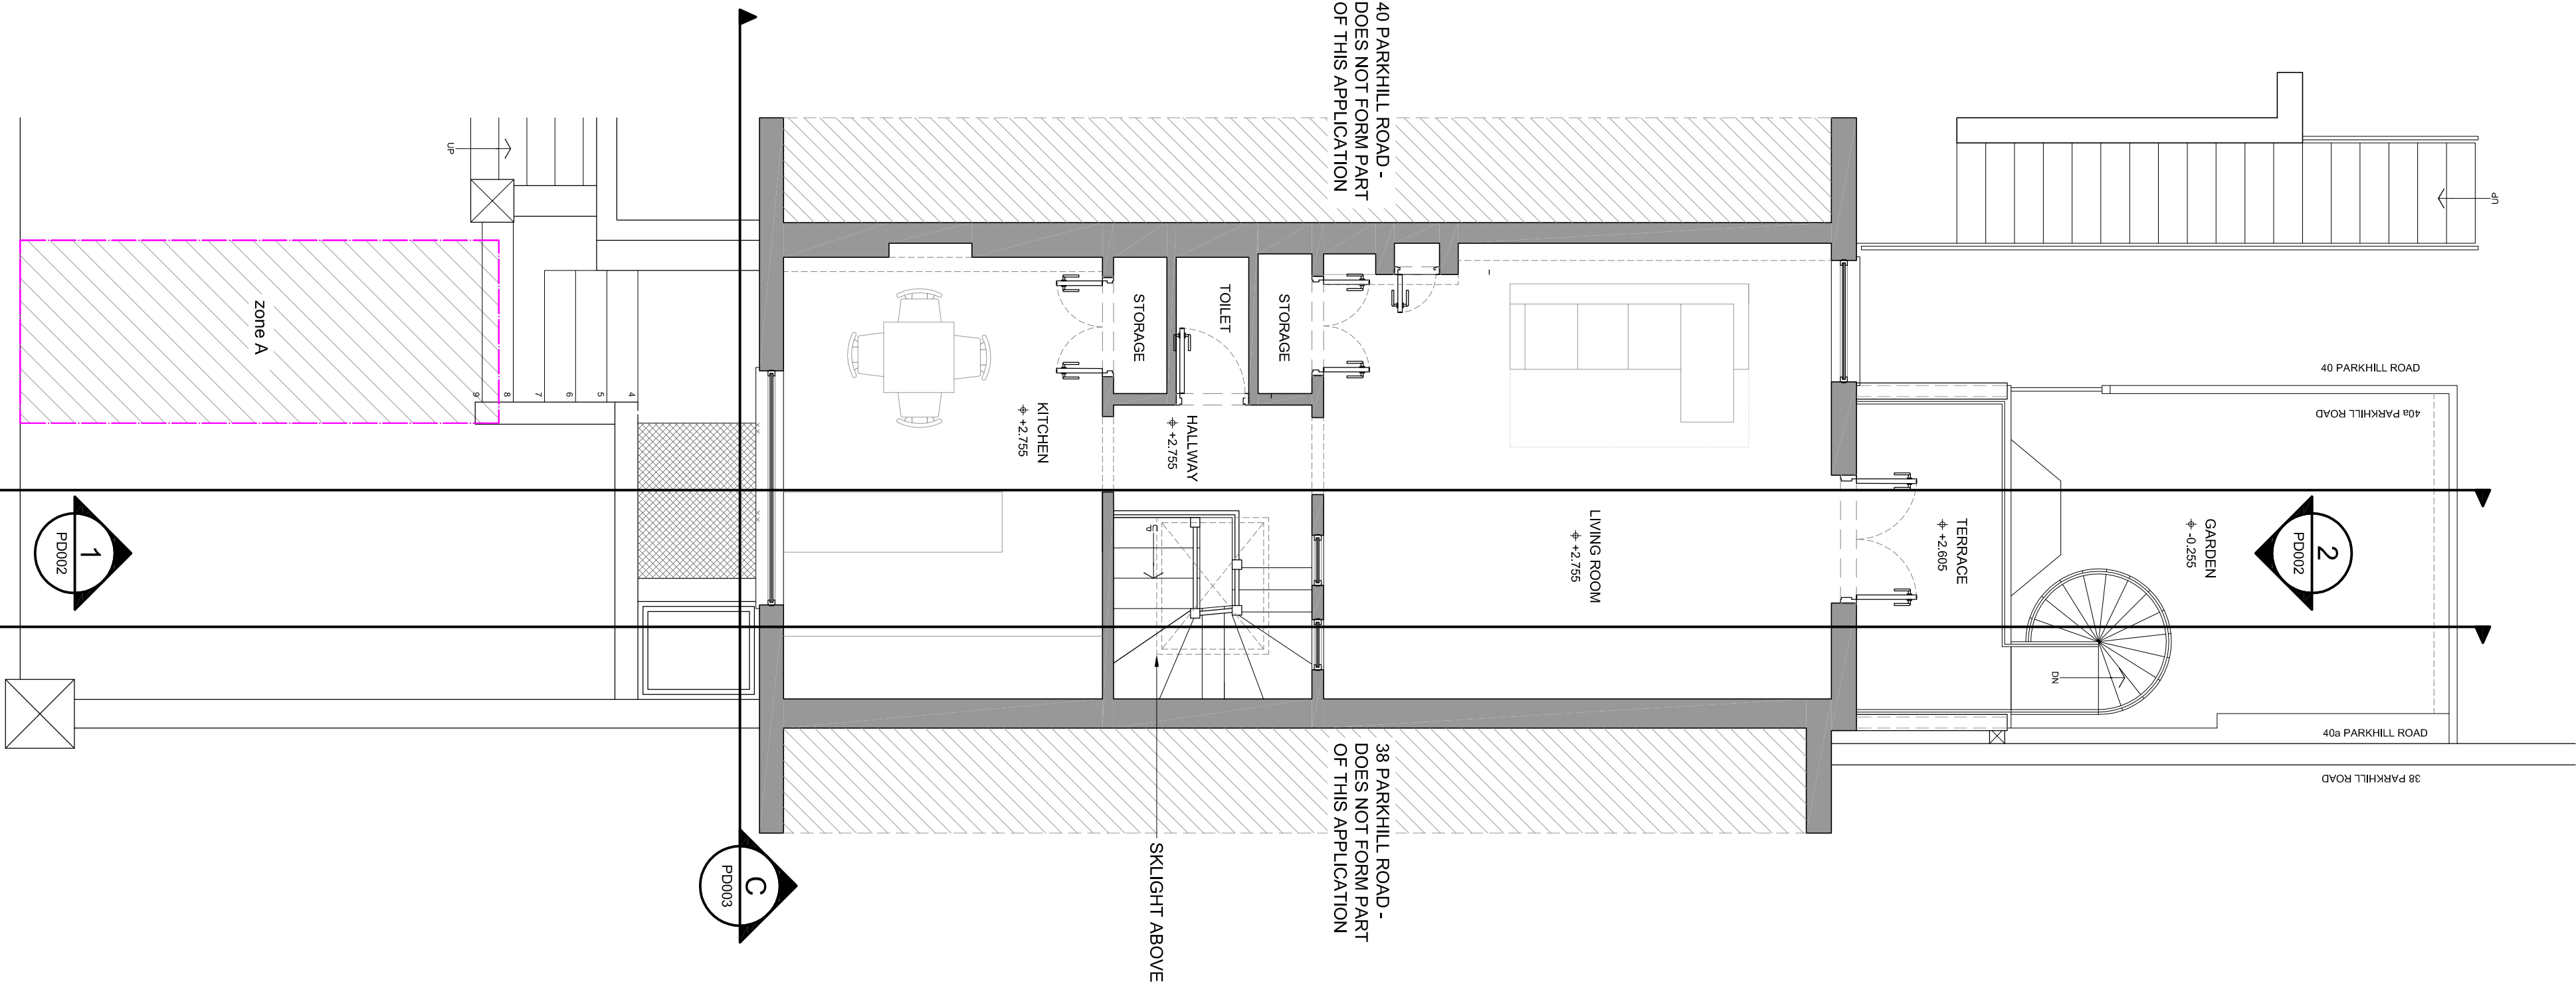 40 PARKHILL ROAD -
DOES NOT FORM PART
OF THIS APPLICATION
UP
UP
zone A
9
8
7
6
5
4
STORAGE
TOILET
STORAGE
KITCHEN
+2.755
HALLWAY
+2.755
LIVING ROOM
+2.755
TERRACE
+2.605
GARDEN
-0.255
40 PARKHILL ROAD
40a PARKHILL ROAD
UP
DN
1
PD002
2
PD002
40a PARKHILL ROAD
38 PARKHILL ROAD
38 PARKHILL ROAD -
DOES NOT FORM PART
OF THIS APPLICATION
SKLIGHT ABOVE
C
PD003